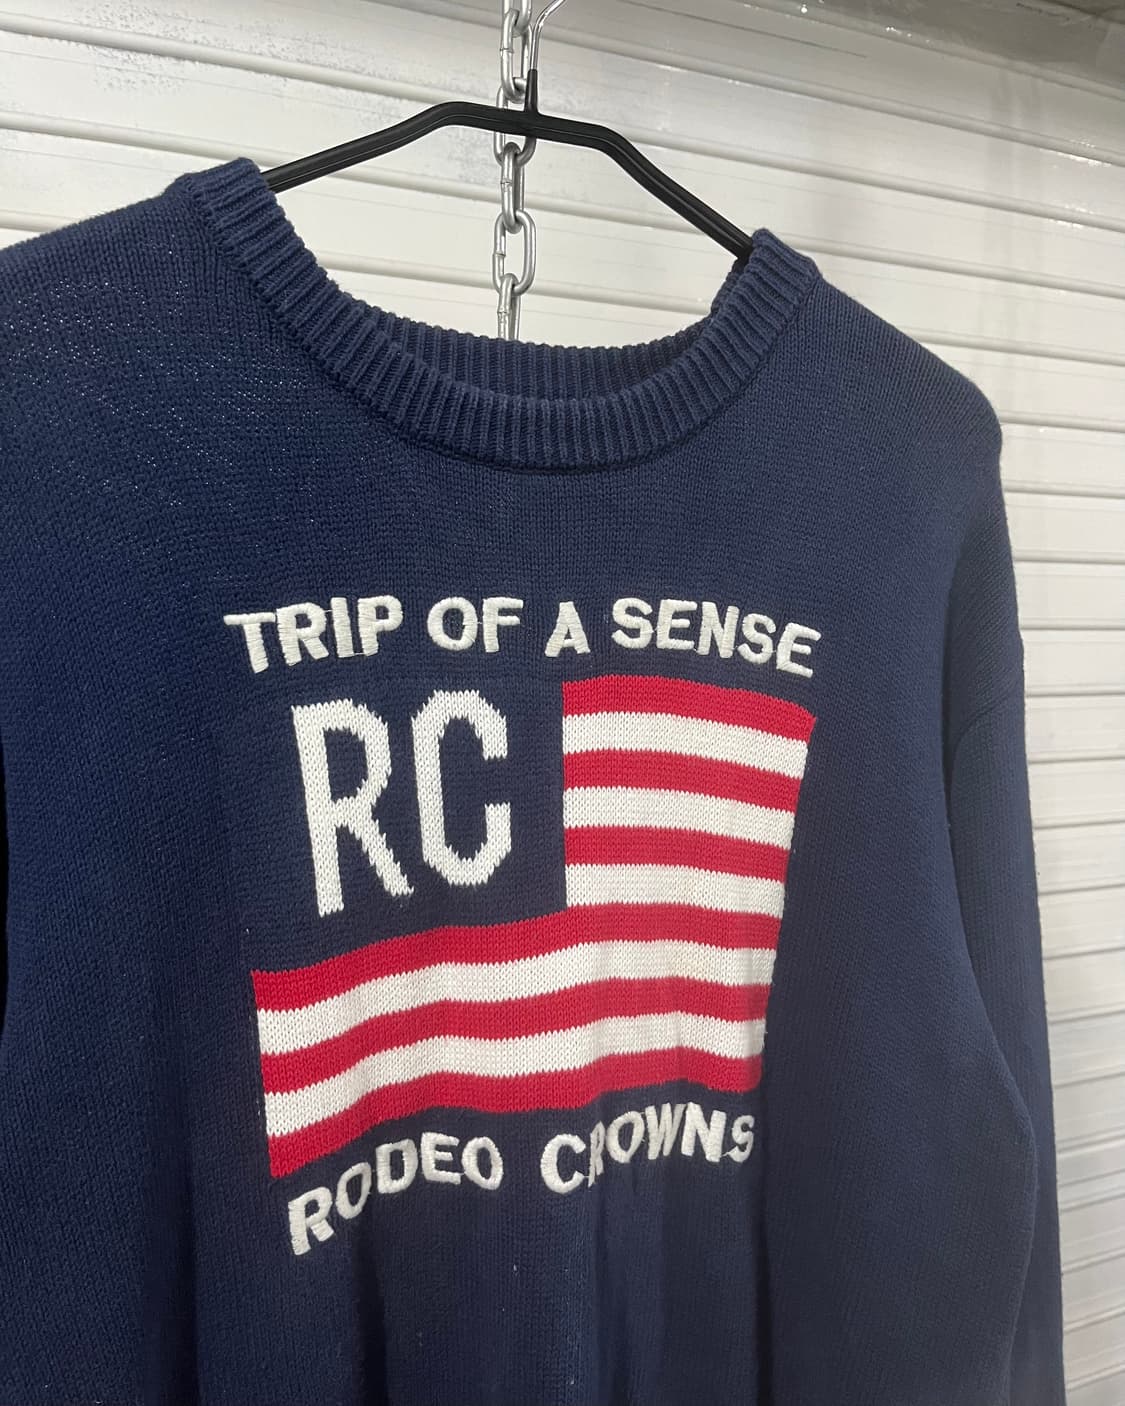 TRIP OF A SENSE
RC
RODEO CROWNS